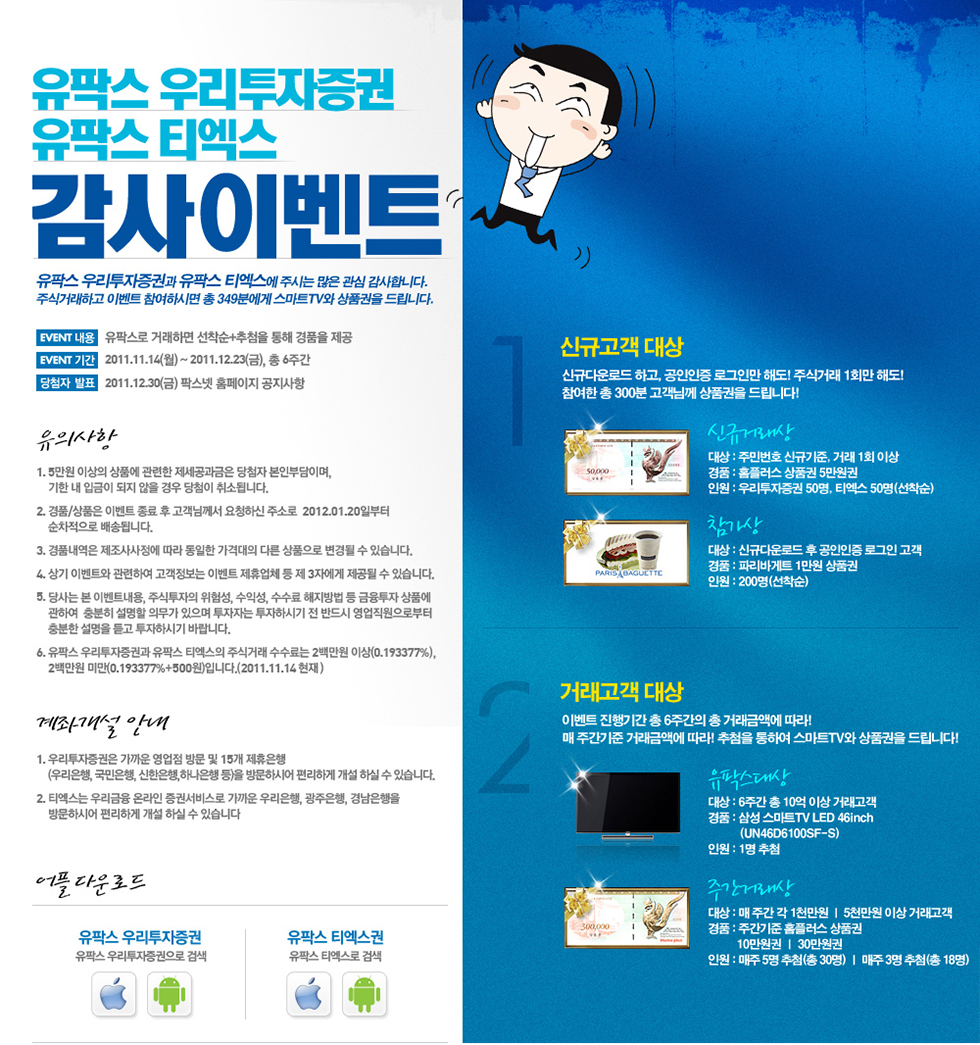 유팍스 우리투자증권
유팍스 티엑스
감사이벤트
유팍스 우리투자증권과 유팍스 티엑스에 주시는 많은 관심 감사합니다.
주식거래하고 이벤트 참여하시면 총 349분에게 스마트TV와 상품권을 드립니다.
EVENT 내용 유팍스로 거래하면 선착순+추첨을 통해 경품을 제공
EVENT 기간 2011.11.14(월) ~ 2011.12.23(금), 총 6주간
당첨자 발표 2011.12.30(금) 팍스넷 홈페이지 공지사항
유의사항
1. 5만원 이상의 상품에 관련한 제세공과금은 당첨자 본인부담이며,
기한 내 입금이 되지 않을 경우 당첨이 취소됩니다.
2. 경품/상품은 이벤트 종료 후 고객님께서 요청하신 주소로 2012.01.20일부터
순차적으로 배송됩니다.
3. 경품내역은 제조사사정에 따라 동일한 가격대의 다른 상품으로 변경될 수 있습니다.
4. 상기 이벤트와 관련하여 고객정보는 이벤트 제휴업체 등 제 3자에게 제공될 수 있습니다.
5. 당사는 본 이벤트내용, 주식투자의 위험성, 수익성, 수수료 해지방법 등 금융투자 상품에
관하여 충분히 설명할 의무가 있으며 투자자는 투자하시기 전 반드시 영업직원으로부터
충분한 설명을 듣고 투자하시기 바랍니다.
6. 유팍스 우리투자증권과 유팍스 티엑스의 주식거래 수수료는 2백만원 이상(0.193377%),
2백만원 미만(0.193377%+500원)입니다.(2011.11.14 현재 )
계좌개설 안내
1. 우리투자증권은 가까운 영업점 방문 및 15개 제휴은행
(우리은행, 국민은행, 신한은행,하나은행 등)을 방문하시어 편리하게 개설 하실 수 있습니다.
2. 티엑스는 우리금융 온라인 증권서비스로 가까운 우리은행, 광주은행, 경남은행을
방문하시어 편리하게 개설 하실 수 있습니다
어플 다운로드
유팍스 우리투자증권
유팍스 우리투자증권으로 검색
유팍스 티엑스권
유팍스 티엑스로 검색
1
신규고객 대상
신규다운로드 하고, 공인인증 로그인만 해도! 주식거래 1회만 해도!
참여한 총 300분 고객님께 상품권을 드립니다!
50,000
신규거래상
대상 : 주민번호 신규기준, 거래 1회 이상
경품 : 홈플러스 상품권 5만원권
인원 : 우리투자증권 50명, 티엑스 50명(선착순)
PARIS BAGUETTE
참가상
대상 : 신규다운로드 후 공인인증 로그인 고객
경품 : 파리바게트 1만원 상품권
인원 : 200명(선착순)
2
거래고객 대상
이벤트 진행기간 총 6주간의 총 거래금액에 따라!
매 주간기준 거래금액에 따라! 추첨을 통하여 스마트TV와 상품권을 드립니다!
유팍스대상
대상 : 6주간 총 10억 이상 거래고객
경품 : 삼성 스마트TV LED 46inch
(UN46D6100SF-S)
인원 : 1명 추첨
300,000
주간거래상
대상 : 매 주간 각 1천만원 ㅣ 5천만원 이상 거래고객
경품 : 주간기준 홈플러스 상품권
10만원권 ㅣ 30만원권
인원 : 매주 5명 추첨(총 30명) ㅣ 매주 3명 추첨(총 18명)